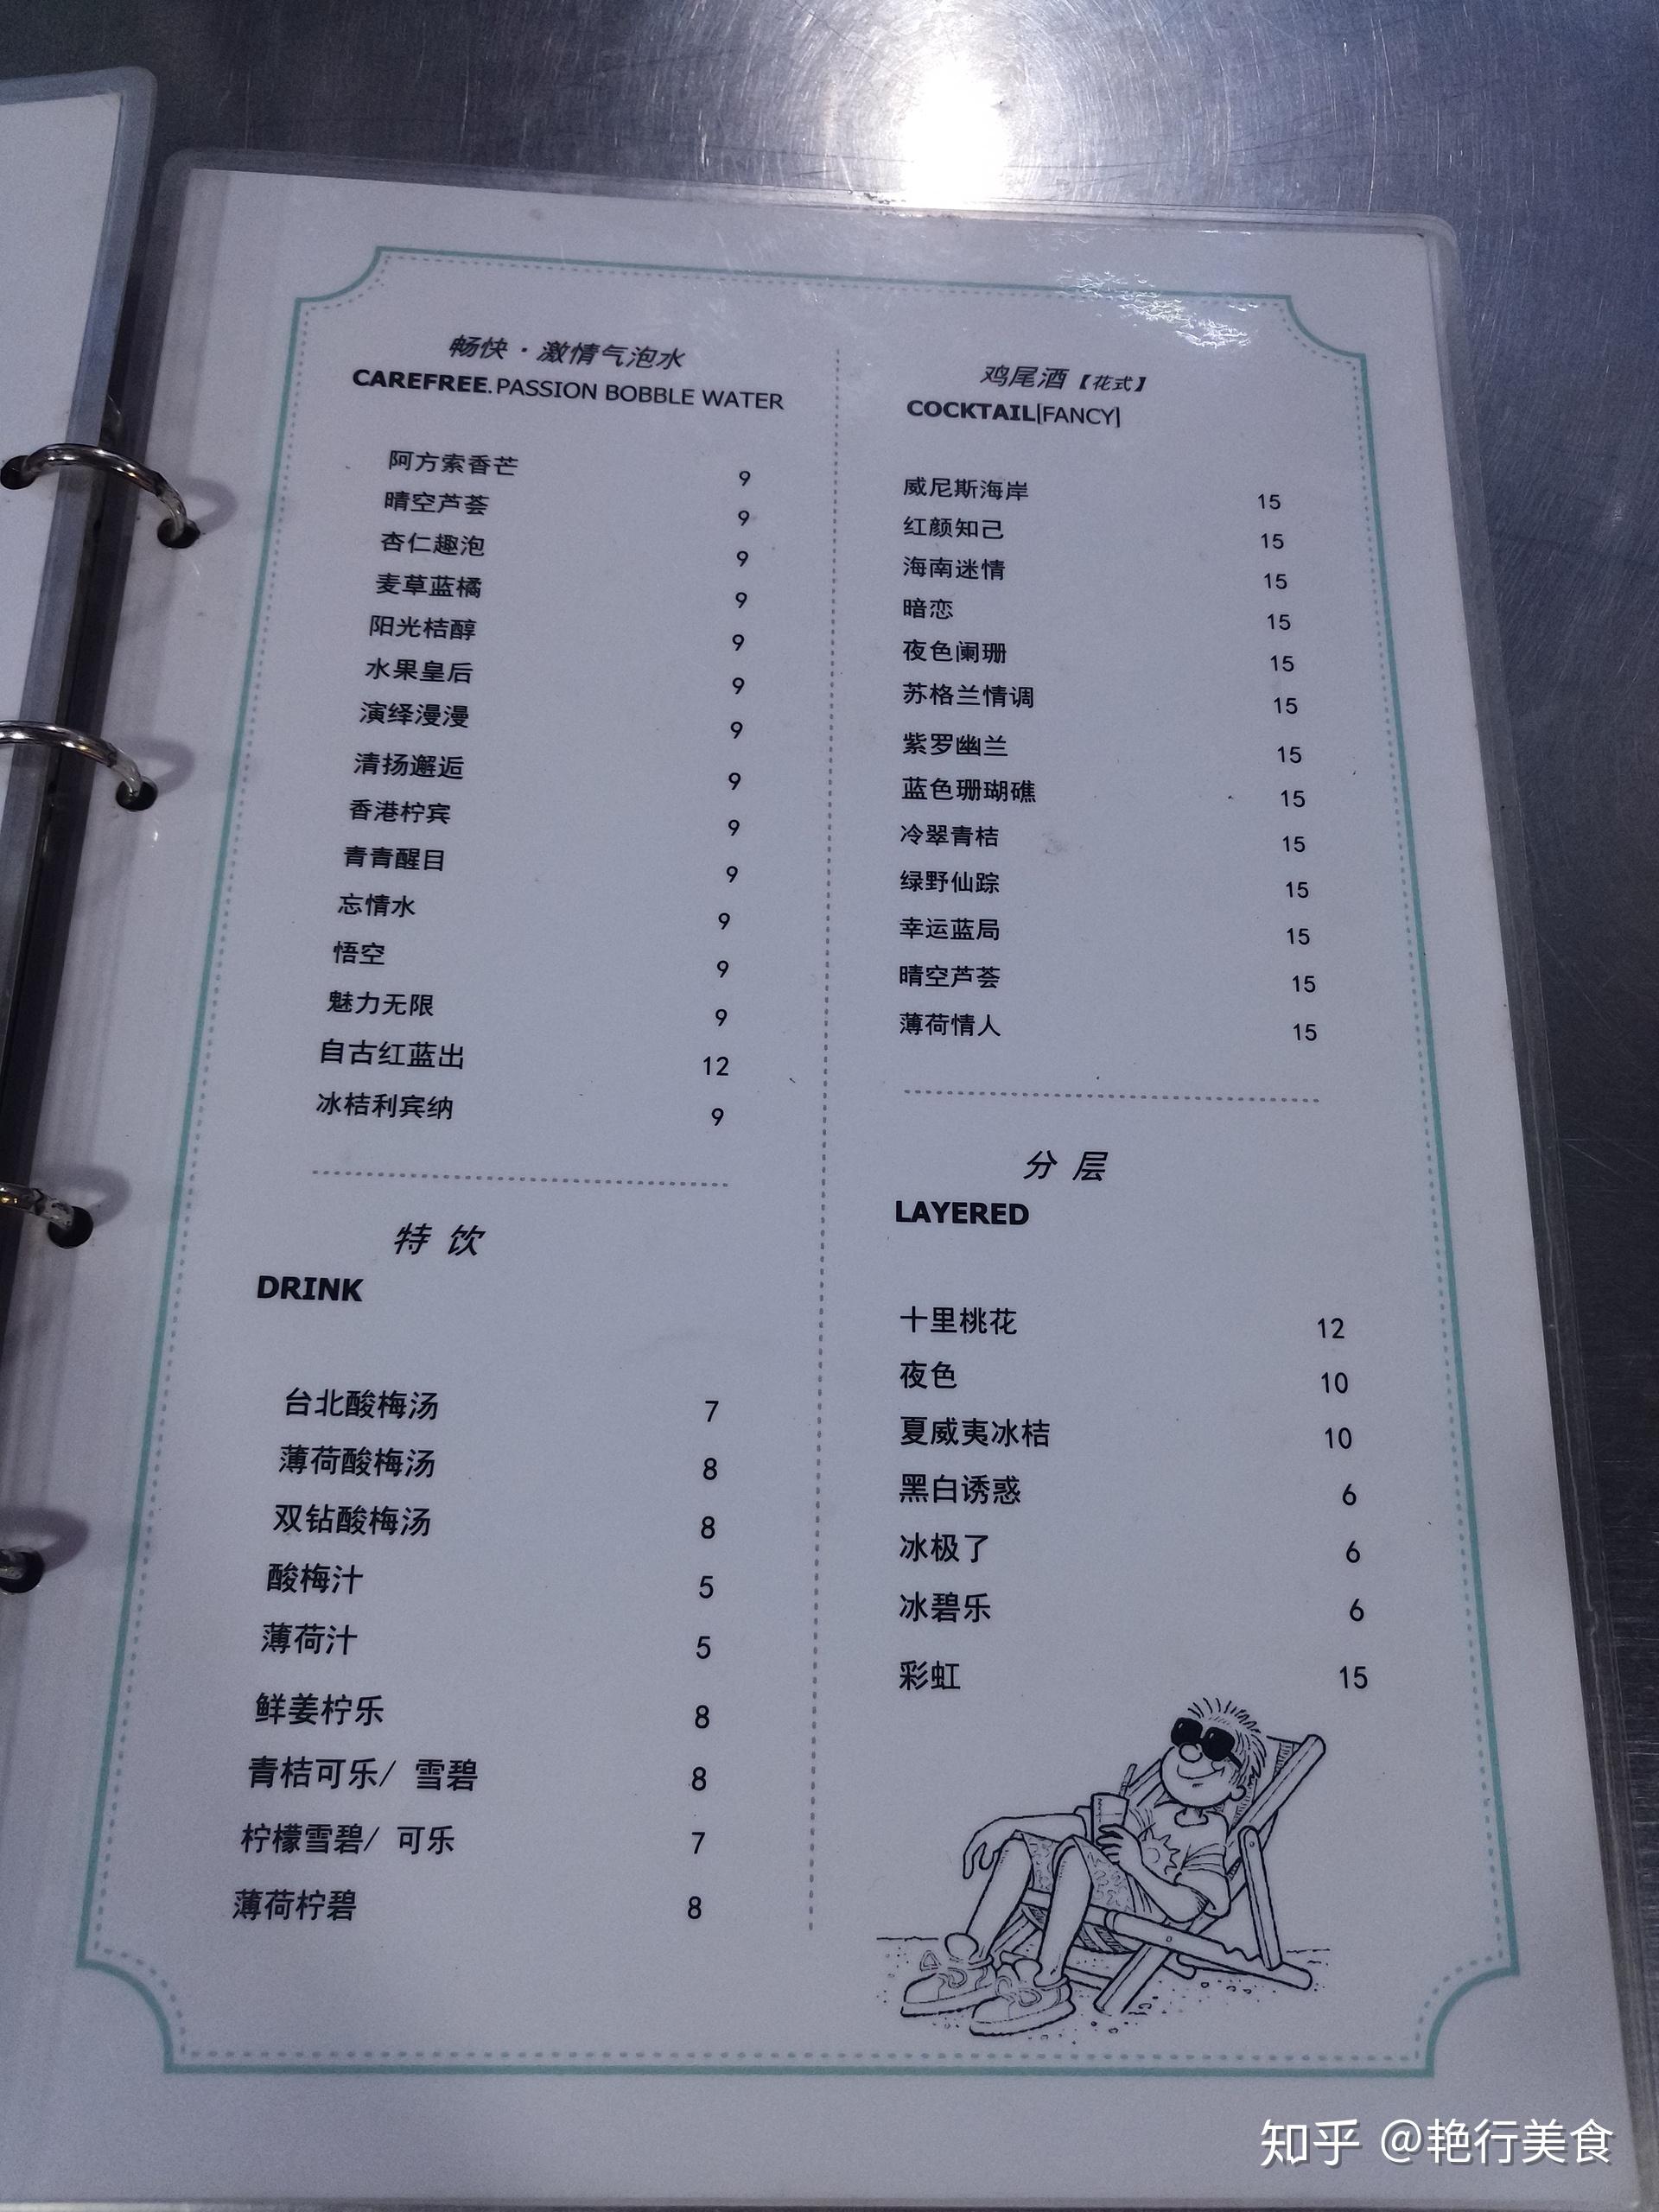 畅快·激情气泡水
CAREFREE.PASSION BOBBLE WATER
阿方索香芒 9
晴空芦荟 9
杏仁趣泡 9
麦草蓝橘 9
阳光桔醇 9
水果皇后 9
演绎漫漫 9
清扬邂逅 9
香港柠宾 9
青青醒目 9
忘情水 9
悟空 9
魅力无限 9
自古红蓝出 12
冰桔利宾纳 9
特 饮
DRINK
台北酸梅汤 7
薄荷酸梅汤 8
双钻酸梅汤 8
酸梅汁 5
薄荷汁 5
鲜姜柠乐 8
青桔可乐/ 雪碧 8
柠檬雪碧/ 可乐 7
薄荷柠碧 8
鸡尾酒【花式】
COCKTAIL|FANCY|
威尼斯海岸 15
红颜知己 15
海南迷情 15
暗恋 15
夜色阑珊 15
苏格兰情调 15
紫罗幽兰 15
蓝色珊瑚礁 15
冷翠青桔 15
绿野仙踪 15
幸运蓝局 15
晴空芦荟 15
薄荷情人 15
分 层
LAYERED
十里桃花 12
夜色 10
夏威夷冰桔 10
黑白诱惑 6
冰极了 6
冰碧乐 6
彩虹 15
知乎 @艳行美食